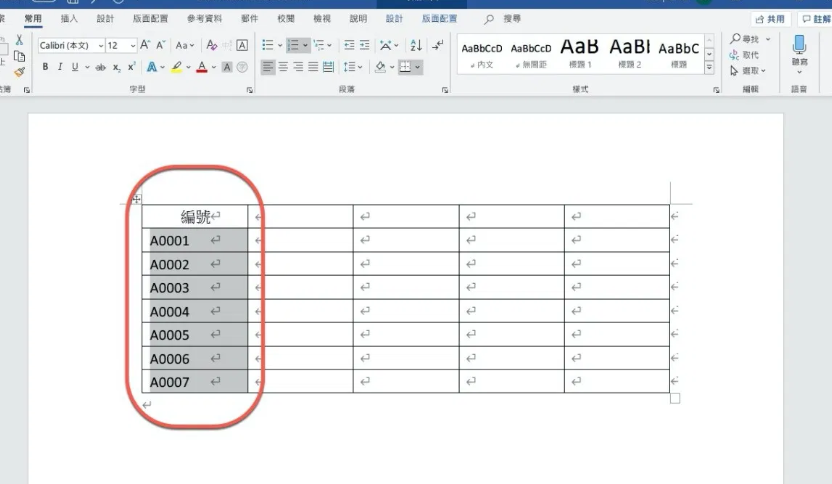 常用 插入 設計 版面配置 參考資料 郵件 校閱 檢視 說明 設計 版面配置 搜尋 共用 註解
Calibri (本文) 12 A A Aa A A
B I U ab x₂ x² A A A
AaBbCcD AaBbCcD AaB AaBl AaBbC
內文 無間距 標題 1 標題 2 標題
尋找
取代
選取
聽寫
字型 段落 樣式 編輯 語音
編號
A0001
A0002
A0003
A0004
A0005
A0006
A0007